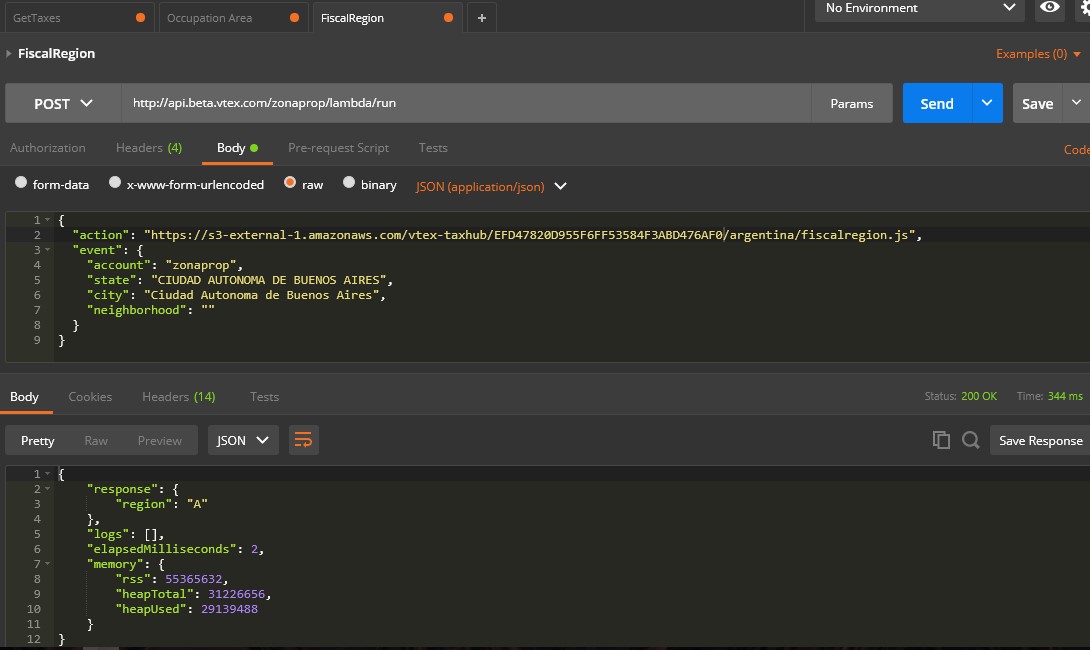 GetTaxes
Occupation Area
FiscalRegion
+
No Environment
FiscalRegion
Examples (0)
POST
http://api.beta.vtex.com/zonaprop/lambda/run
Params
Send
Save
Authorization
Headers (4)
Body
Pre-request Script
Tests
Code
form-data
x-www-form-urlencoded
raw
binary
JSON (application/json)
1 {
2 "action": "https://s3-external-1.amazonaws.com/vtex-taxhub/EFD47820D955F6FF53584F3ABD476AF0/argentina/fiscalregion.js",
3 "event": {
4 "account": "zonaprop",
5 "state": "CIUDAD AUTONOMA DE BUENOS AIRES",
6 "city": "Ciudad Autonoma de Buenos Aires",
7 "neighborhood": ""
8 }
9 }
Body
Cookies
Headers (14)
Tests
Status: 200 OK
Time: 344 ms
Pretty
Raw
Preview
JSON
Save Response
1 {
2 "response": {
3 "region": "A"
4 },
5 "logs": [],
6 "elapsedMilliseconds": 2,
7 "memory": {
8 "rss": 55365632,
9 "heapTotal": 31226656,
10 "heapUsed": 29139488
11 }
12 }